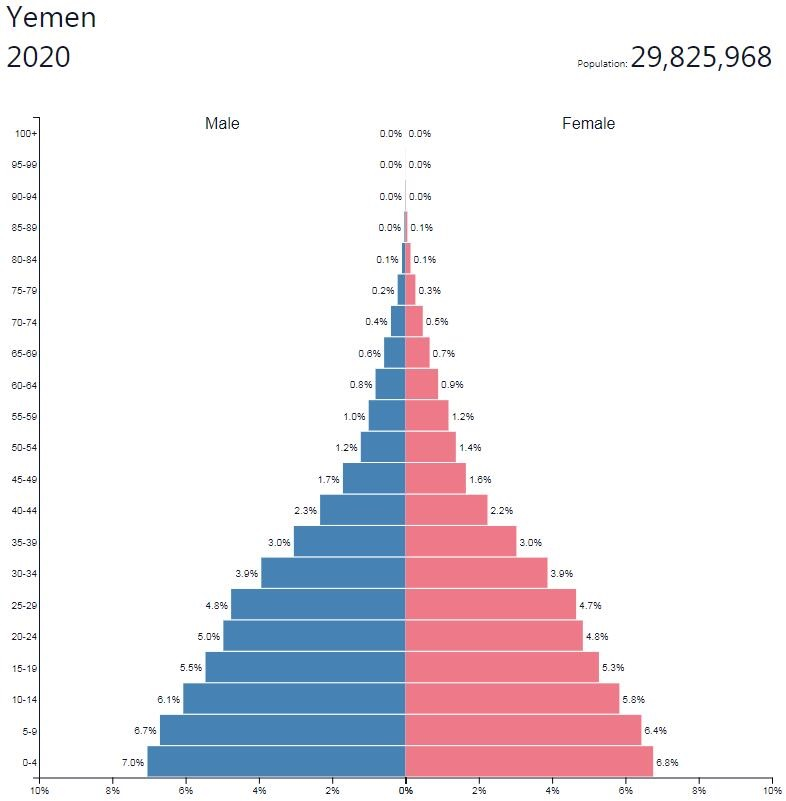 Yemen
2020
Population: 29,825,968
Male Female
100+ 0.0% 0.0%
95-99 0.0% 0.0%
90-94 0.0% 0.0%
85-89 0.0% 0.1%
80-84 0.1% 0.1%
75-79 0.2% 0.3%
70-74 0.4% 0.5%
65-69 0.6% 0.7%
60-64 0.8% 0.9%
55-59 1.0% 1.2%
50-54 1.2% 1.4%
45-49 1.7% 1.6%
40-44 2.3% 2.2%
35-39 3.0% 3.0%
30-34 3.9% 3.9%
25-29 4.8% 4.7%
20-24 5.0% 4.8%
15-19 5.5% 5.3%
10-14 6.1% 5.8%
5-9 6.7% 6.4%
0-4 7.0% 6.8%
10% 8% 6% 4% 2% 0% 2% 4% 6% 8% 10%